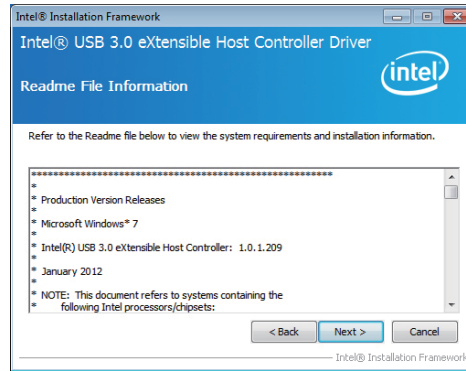 Intel® Installation Framework
Intel® USB 3.0 eXtensible Host Controller Driver
Readme File Information
intel
Refer to the Readme file below to view the system requirements and installation information.
*******************************************************
*
* Production Version Releases
*
* Microsoft Windows* 7
*
* Intel(R) USB 3.0 eXtensible Host Controller: 1.0.1.209
*
* January 2012
*
* NOTE: This document refers to systems containing the
* following Intel processors/chipsets:
< Back Next > Cancel
Intel® Installation Framework